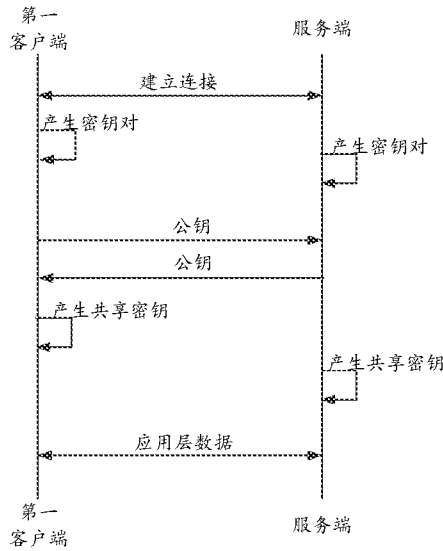 第一
客户端
服务端
建立连接
产生密钥对
产生密钥对
公钥
公钥
产生共享密钥
产生共享密钥
应用层数据
第一
客户端
服务端